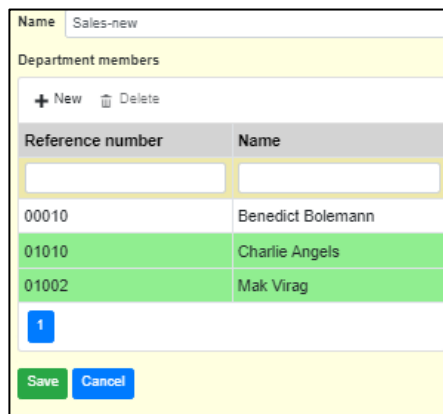 Name Sales-new
Department members
New Delete
Reference number Name
00010 Benedict Bolemann
01010 Charlie Angels
01002 Mak Virag
1
Save Cancel